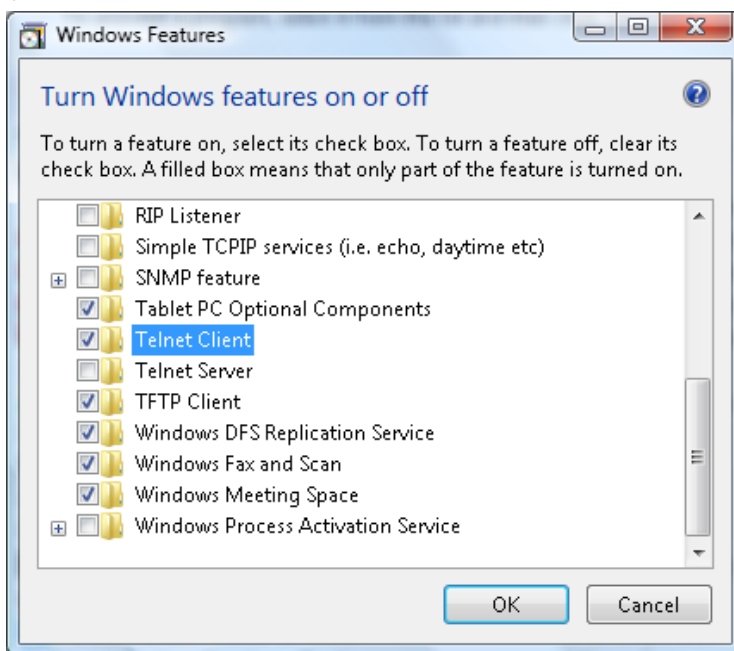 Windows Features
Turn Windows features on or off
To turn a feature on, select its check box. To turn a feature off, clear its
check box. A filled box means that only part of the feature is turned on.
RIP Listener
Simple TCPIP services (i.e. echo, daytime etc)
SNMP feature
Tablet PC Optional Components
Telnet Client
Telnet Server
TFTP Client
Windows DFS Replication Service
Windows Fax and Scan
Windows Meeting Space
Windows Process Activation Service
OK Cancel